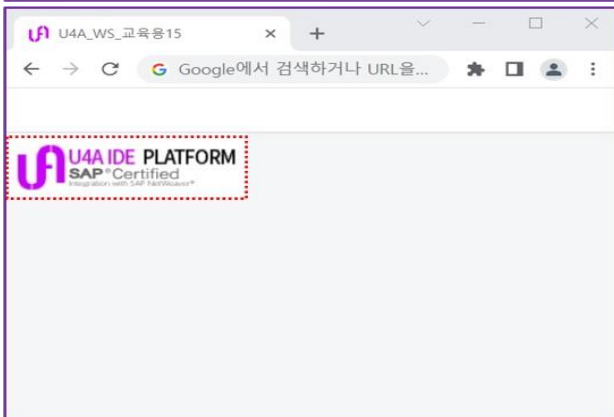 U4A_WS_교육용15
Google에서 검색하거나 URL을...
U4A IDE PLATFORM
SAP® Certified
Integration with SAP NetWeaver®